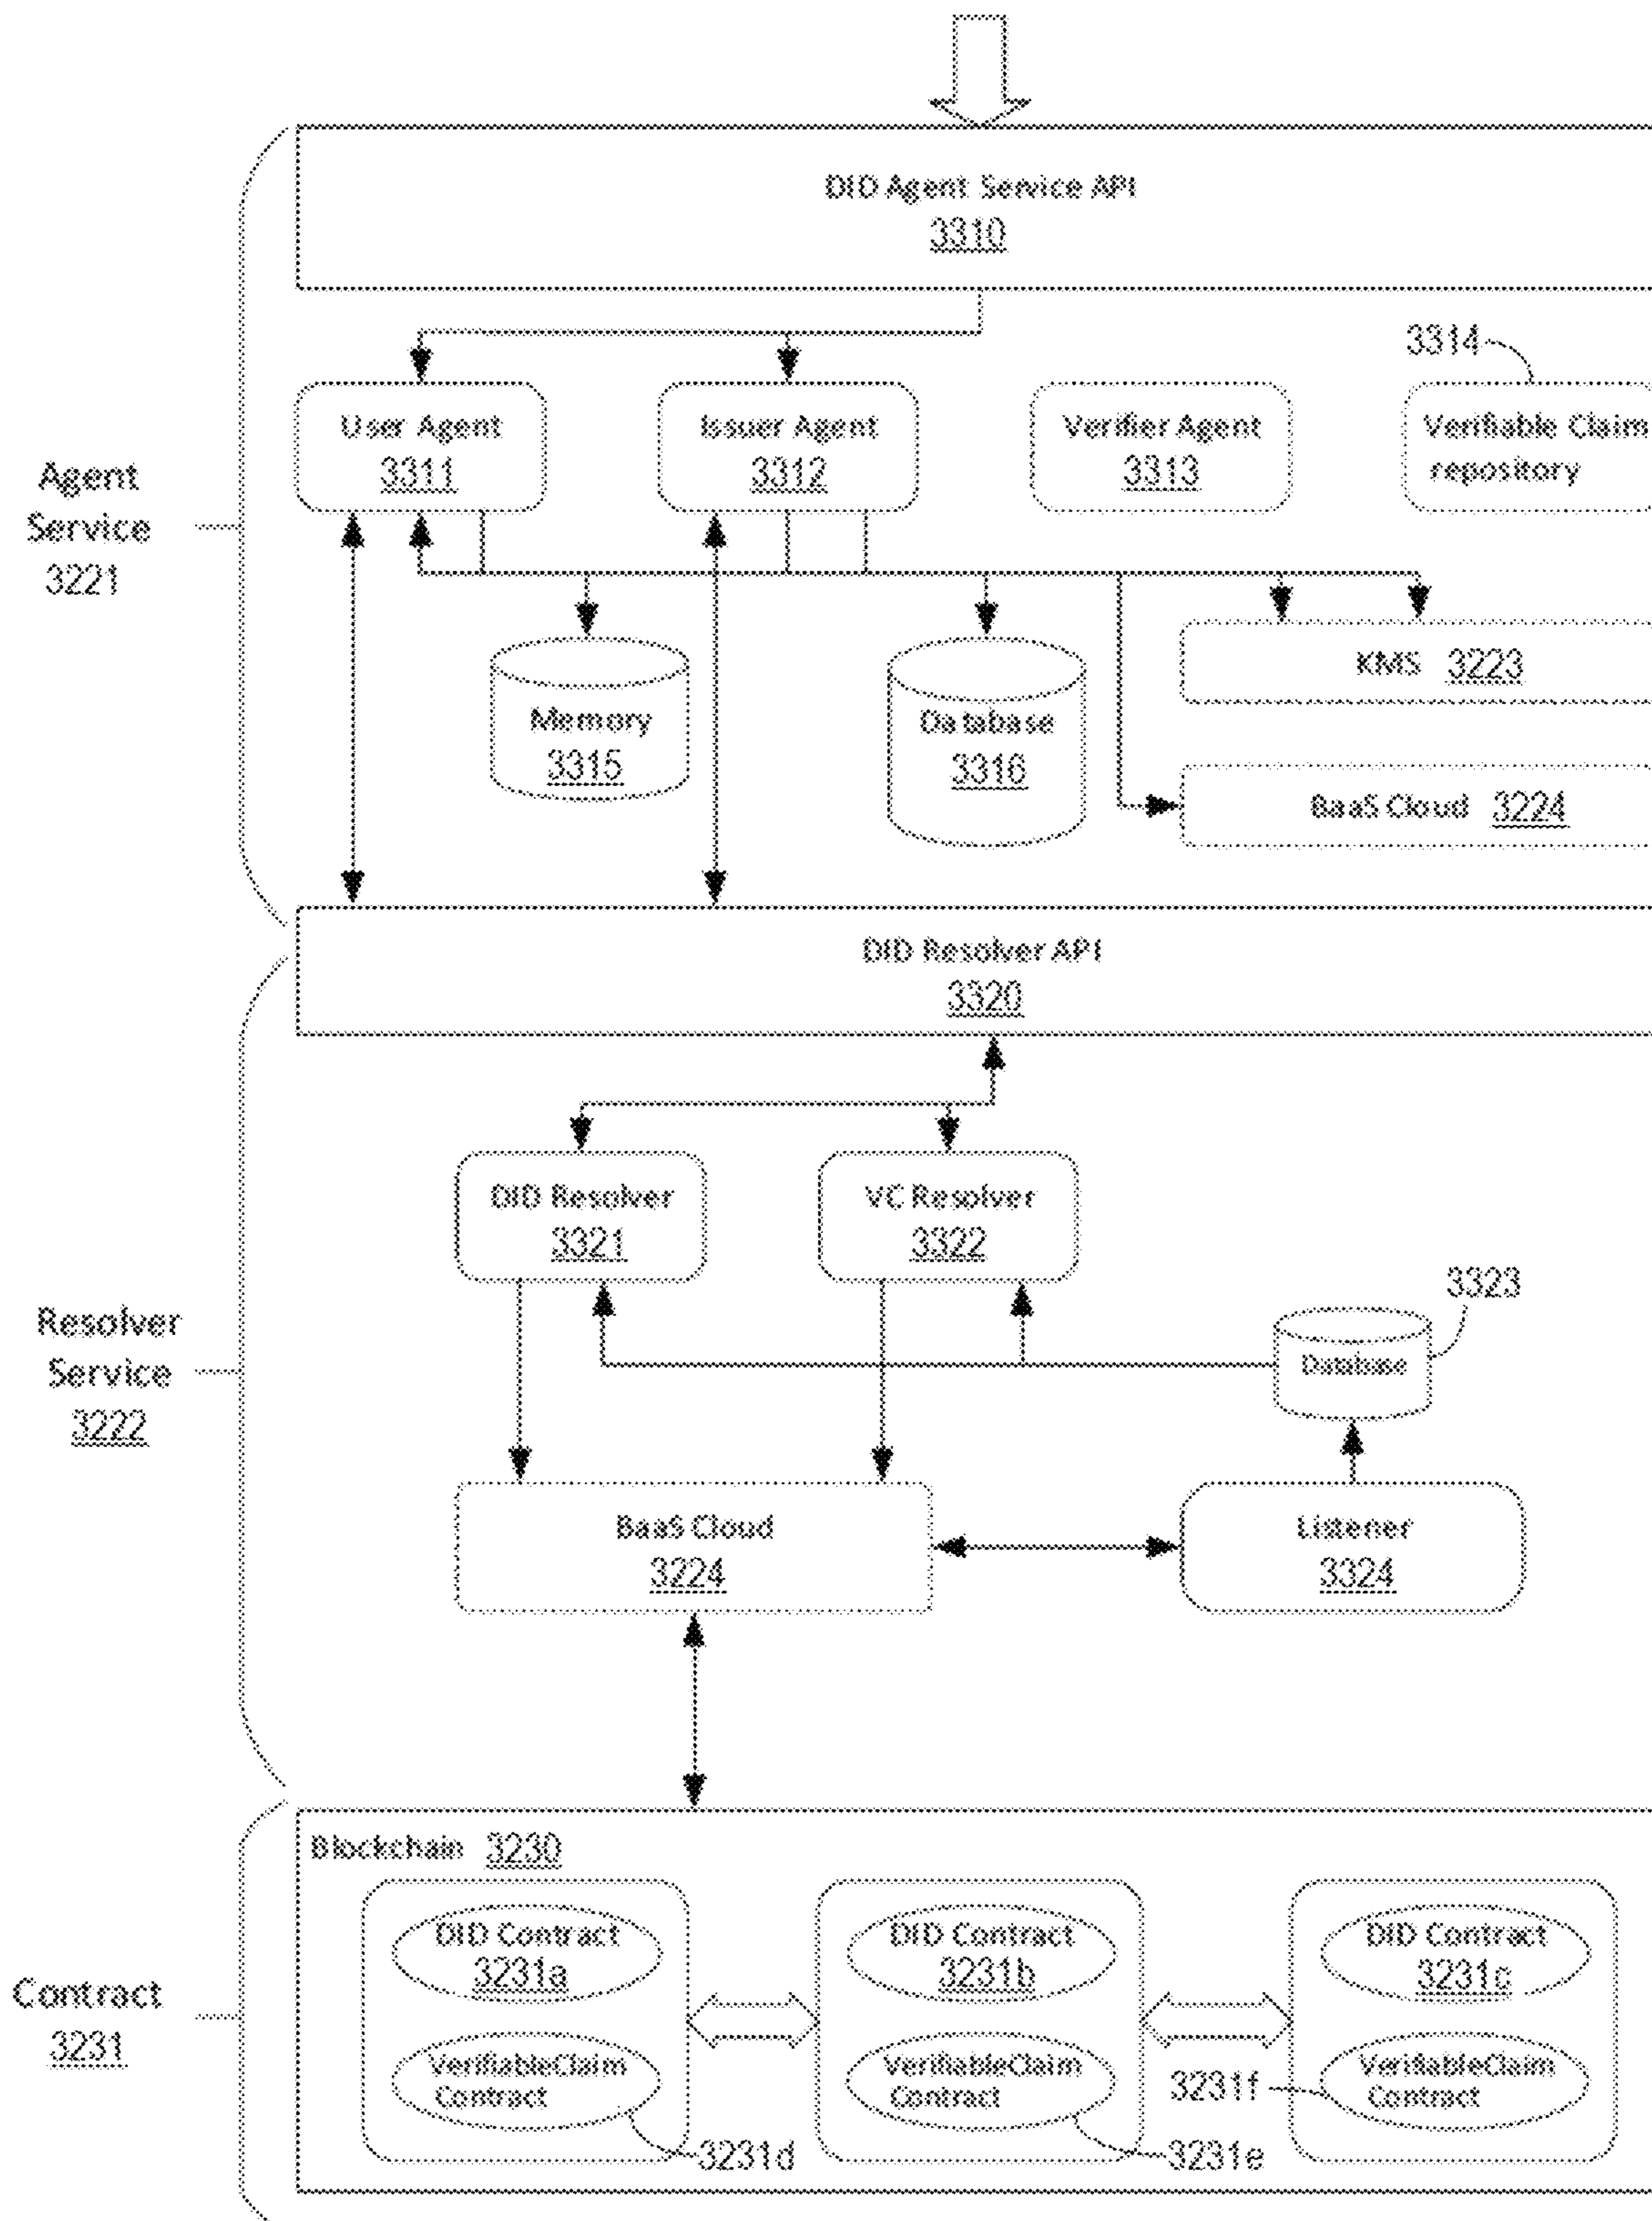 DID Agent Service API
3310
3314
User Agent
3311
Issuer Agent
3312
Verifier Agent
3313
Verifiable Claim
repository
Agent
Service
3221
KMS 3223
Memory
3315
Database
3316
BaaS Cloud 3224
DID Resolver API
3320
DID Resolver
3321
VC Resolver
3322
3323
Resolver
Service
3222
Database
BaaS Cloud
3224
Listener
3324
Blockchain 3230
DID Contract
3231a
DID Contract
3231b
DID Contract
3231c
Contract
3231
VerifiableClaim
Contract
VerifiableClaim
Contract
3231f
VerifiableClaim
Contract
3231d
3231e